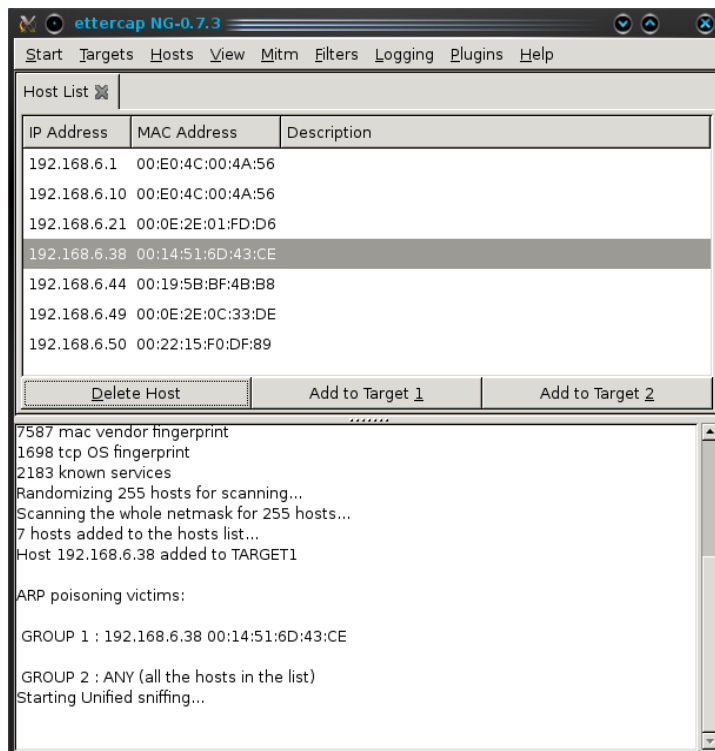 ettercap NG-0.7.3
Start Targets Hosts View Mitm Filters Logging Plugins Help
Host List
IP Address MAC Address Description
192.168.6.1 00:E0:4C:00:4A:56
192.168.6.10 00:E0:4C:00:4A:56
192.168.6.21 00:0E:2E:01:FD:D6
192.168.6.38 00:14:51:6D:43:CE
192.168.6.44 00:19:5B:BF:4B:B8
192.168.6.49 00:0E:2E:0C:33:DE
192.168.6.50 00:22:15:F0:DF:89
Delete Host Add to Target 1 Add to Target 2
7587 mac vendor fingerprint
1698 tcp OS fingerprint
2183 known services
Randomizing 255 hosts for scanning...
Scanning the whole netmask for 255 hosts...
7 hosts added to the hosts list...
Host 192.168.6.38 added to TARGET1
ARP poisoning victims:
GROUP 1 : 192.168.6.38 00:14:51:6D:43:CE
GROUP 2 : ANY (all the hosts in the list)
Starting Unified sniffing...